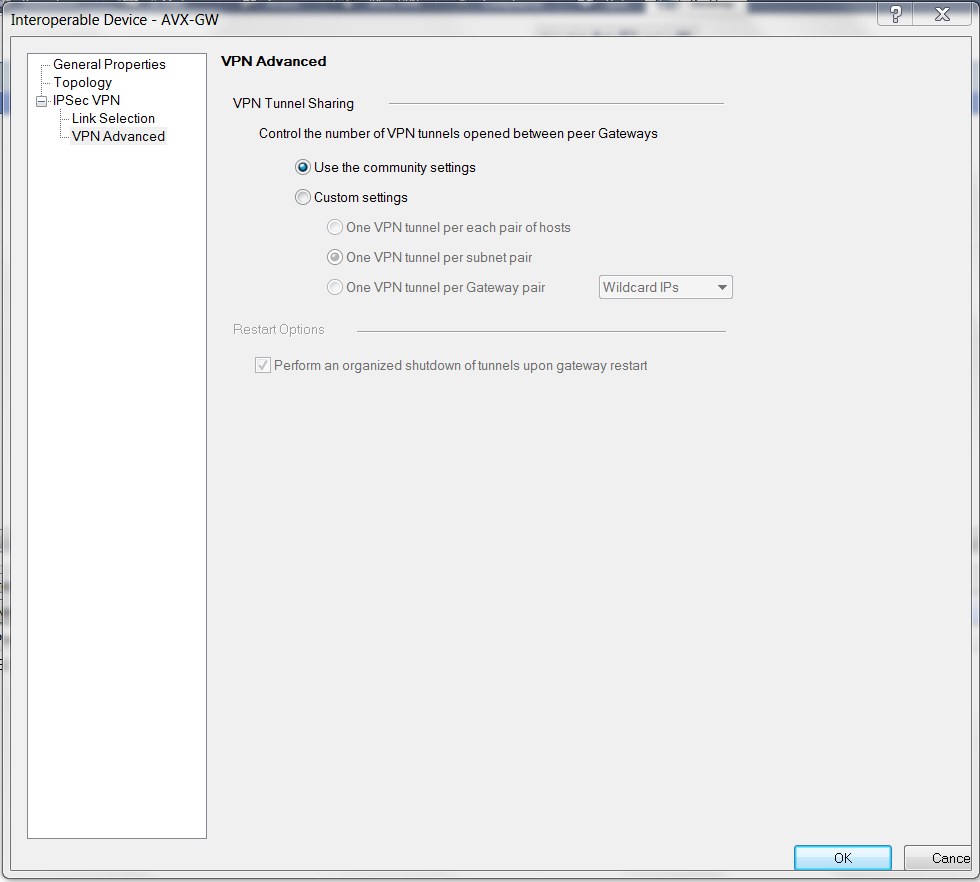 Interoperable Device - AVX-GW
General Properties
Topology
IPSec VPN
Link Selection
VPN Advanced
VPN Advanced
VPN Tunnel Sharing
Control the number of VPN tunnels opened between peer Gateways
Use the community settings
Custom settings
One VPN tunnel per each pair of hosts
One VPN tunnel per subnet pair
One VPN tunnel per Gateway pair
Wildcard IPs
Restart Options
Perform an organized shutdown of tunnels upon gateway restart
OK
Cance